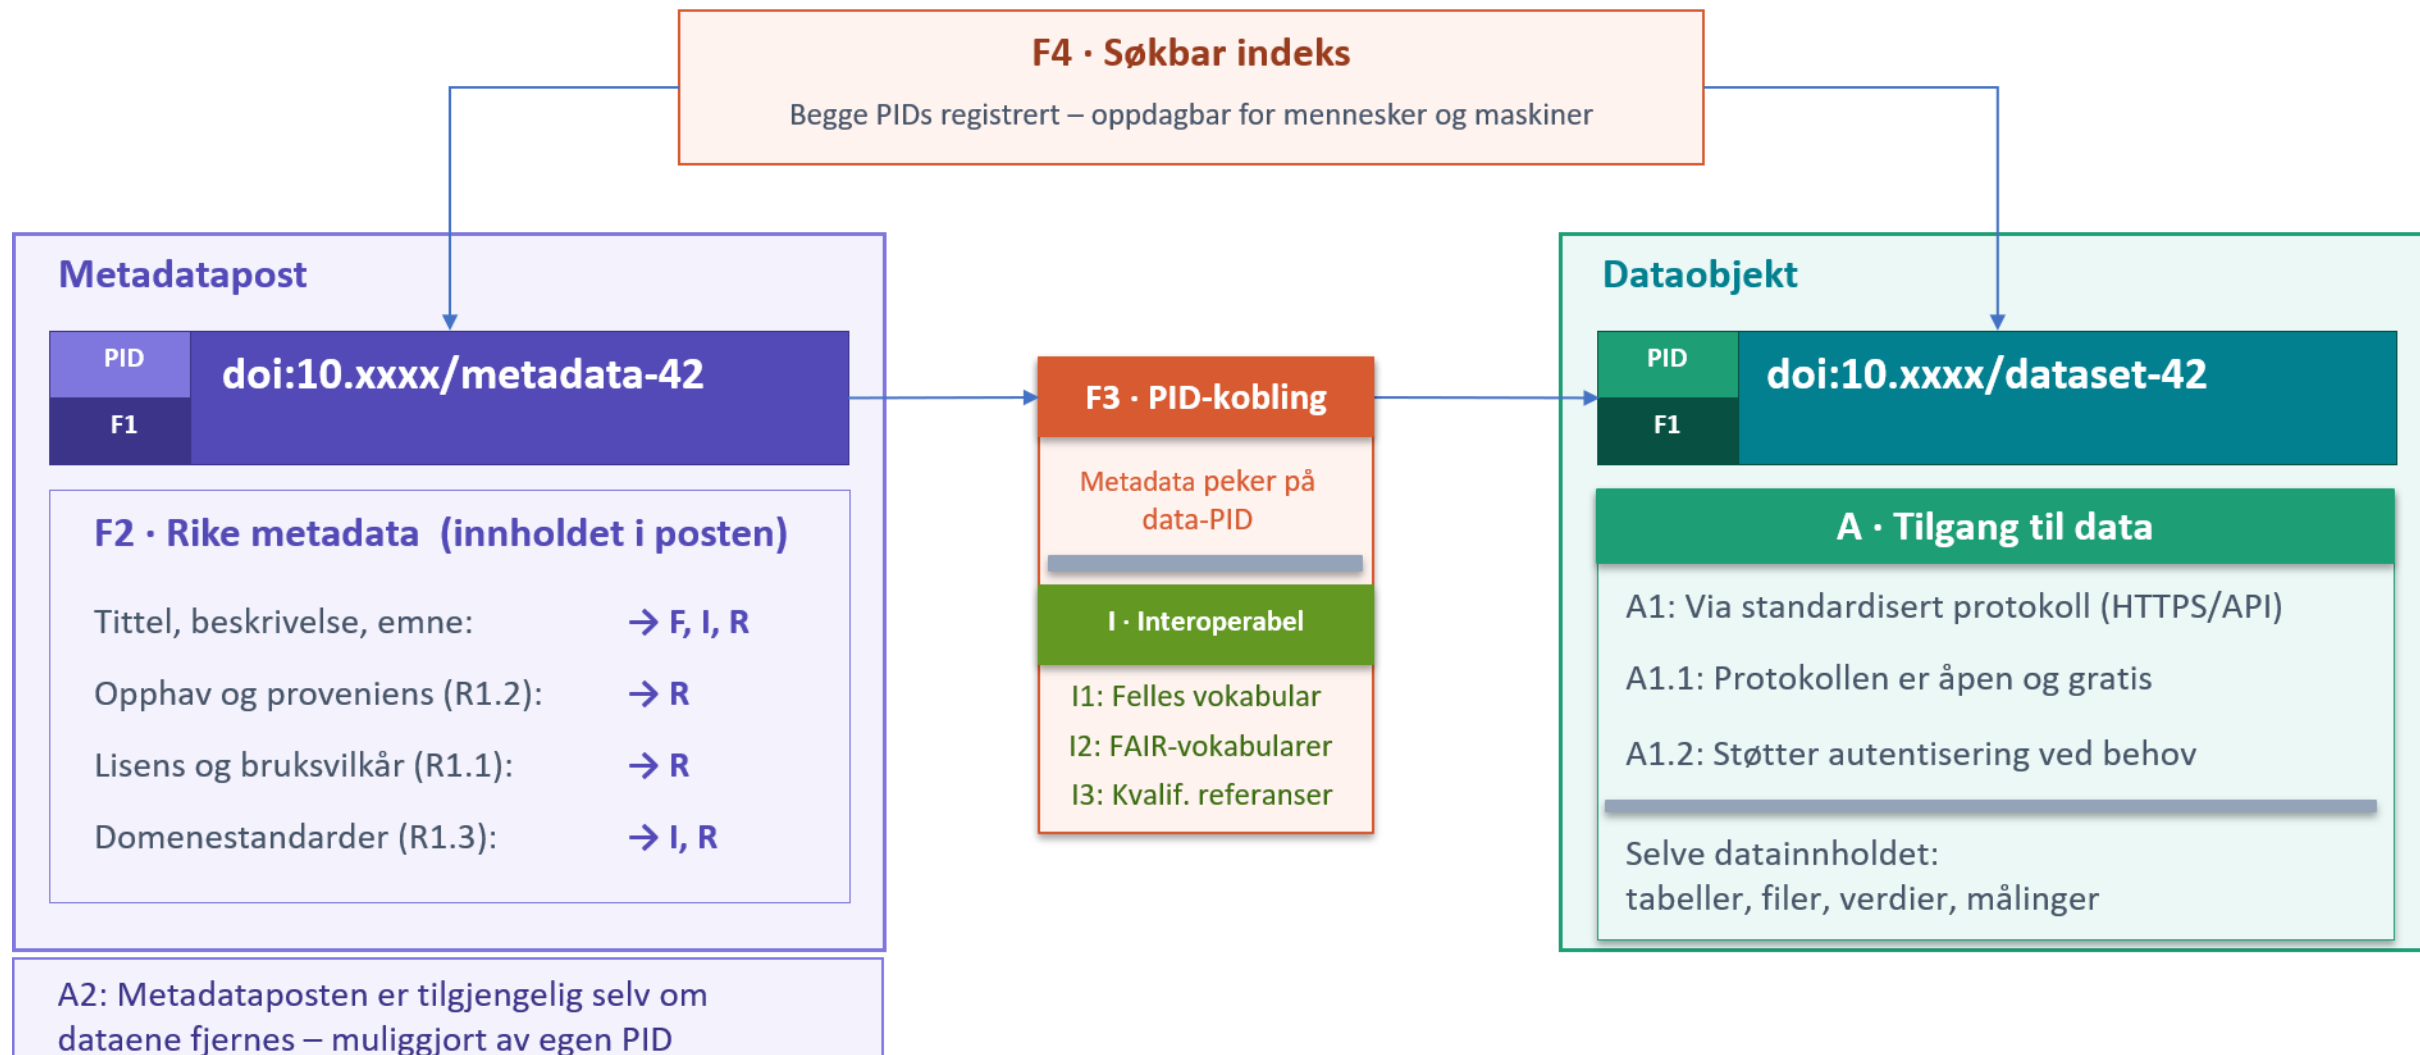 F4 · Søkbar indeks
Begge PIDs registrert – oppdagbar for mennesker og maskiner
Metadatapost
PID
F1
doi:10.xxxx/metadata-42
F2 · Rike metadata (innholdet i posten)
Tittel, beskrivelse, emne: → F, I, R
Opphav og proveniens (R1.2): → R
Lisens og bruksvilkår (R1.1): → R
Domenestandarder (R1.3): → I, R
A2: Metadataposten er tilgjengelig selv om
dataene fjernes – muliggjort av egen PID
F3 · PID-kobling
Metadata peker på
data-PID
I · Interoperabel
I1: Felles vokabular
I2: FAIR-vokabularer
I3: Kvalif. referanser
Dataobjekt
PID
F1
doi:10.xxxx/dataset-42
A · Tilgang til data
A1: Via standardisert protokoll (HTTPS/API)
A1.1: Protokollen er åpen og gratis
A1.2: Støtter autentisering ved behov
Selve datainnholdet:
tabeller, filer, verdier, målinger